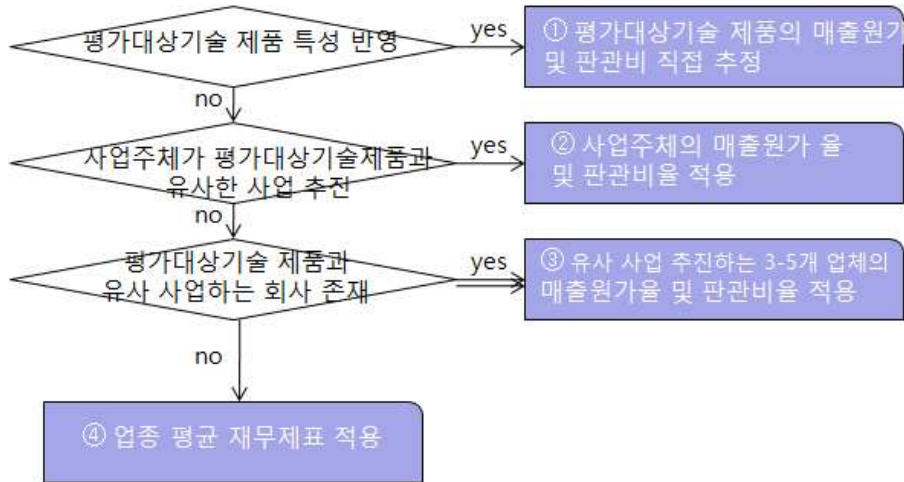 평가대상기술 제품 특성 반영
yes
① 평가대상기술 제품의 매출원가
및 판관비 직접 추정
no
사업주체가 평가대상기술제품과
유사한 사업 추진
yes
② 사업주체의 매출원가 율
및 판관비율 적용
no
평가대상기술 제품과
유사 사업하는 회사 존재
yes
③ 유사 사업 추진하는 3-5개 업체의
매출원가율 및 판관비율 적용
no
④ 업종 평균 재무제표 적용